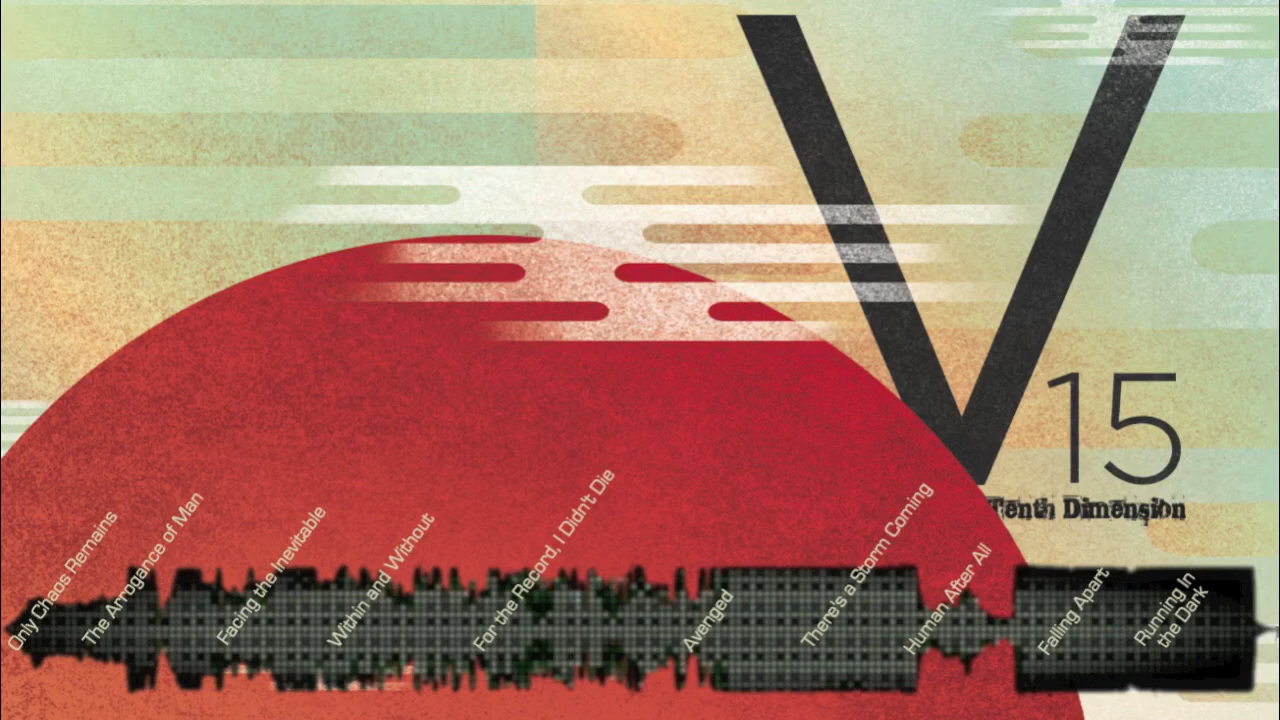 V
15
Tenth Dimension
Only Chaos Remains
The Arrogance of Man
Facing the Inevitable
Within and Without
For the Record, I Didn't Die
Avenged
There's a Storm Coming
Human After All
Falling Apart
Running In
the Dark